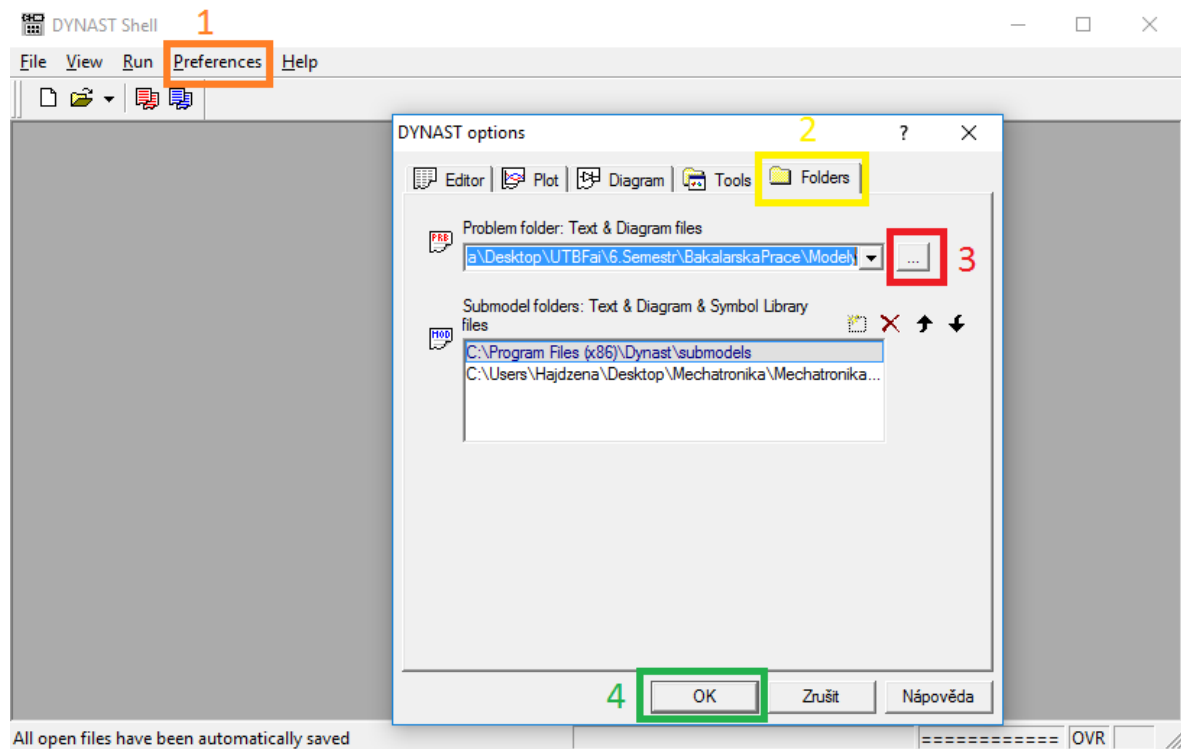 DYNAST Shell
1
File View Run Preferences Help
DYNAST options
2
?
Editor
Plot
Diagram
Tools
Folders
Problem folder: Text & Diagram files
PRB
a\Desktop\UTBFai\6.Semestr\BakalarskaPrace\Modely
...
3
Submodel folders: Text & Diagram & Symbol Library
files
MOD
C:\Program Files (x86)\Dynast\submodels
C:\Users\Hajdzena\Desktop\Mechatronika\Mechatronika...
4
OK
Zrušit
Nápověda
All open files have been automatically saved
============
OVR